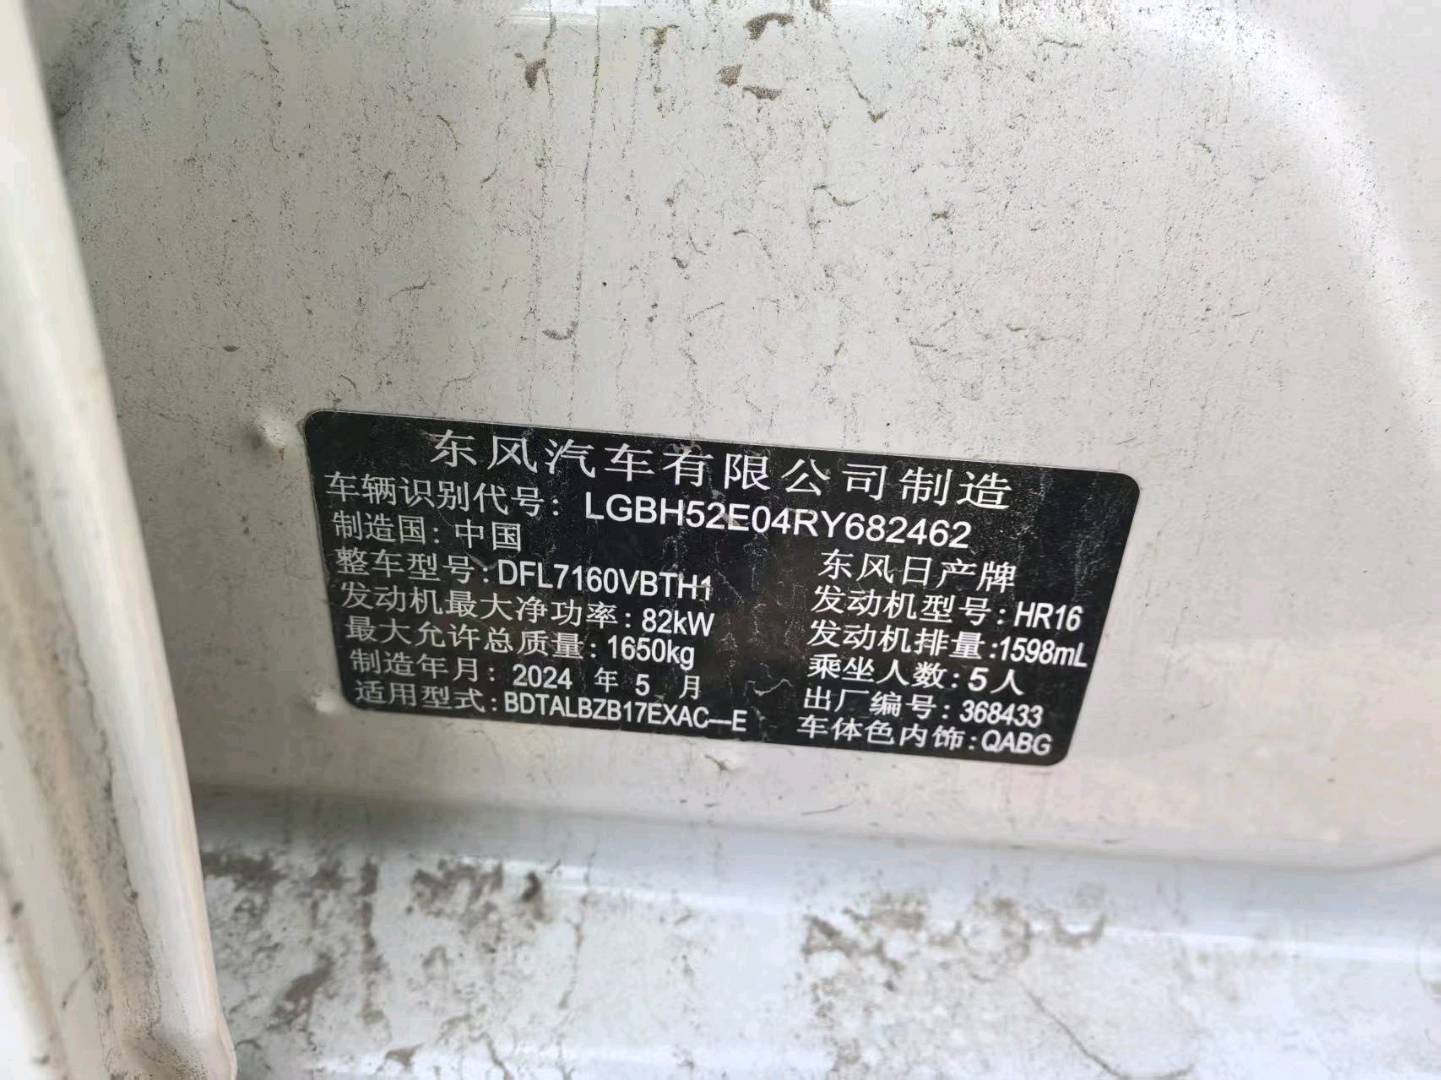 东风汽车有限公司制造
车辆识别代号: LGBH52E04RY682462
制造国: 中国 东风日产牌
整车型号: DFL7160VBTH1 发动机型号: HR16
发动机最大净功率: 82kW 发动机排量: 1598mL
最大允许总质量: 1650kg 乘坐人数: 5人
制造年月: 2024 年 5 月 出厂编号: 368433
适用型式: BDTALBZB17EXAC—E 车体色内饰: QABG